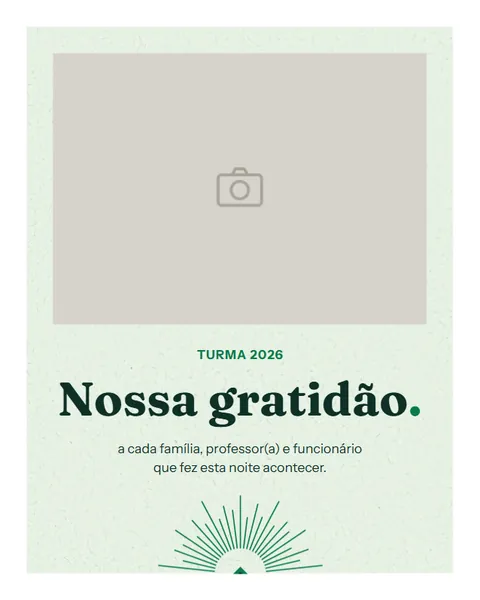 TURMA 2026
Nossa gratidão.
a cada família, professor(a) e funcionário
que fez esta noite acontecer.